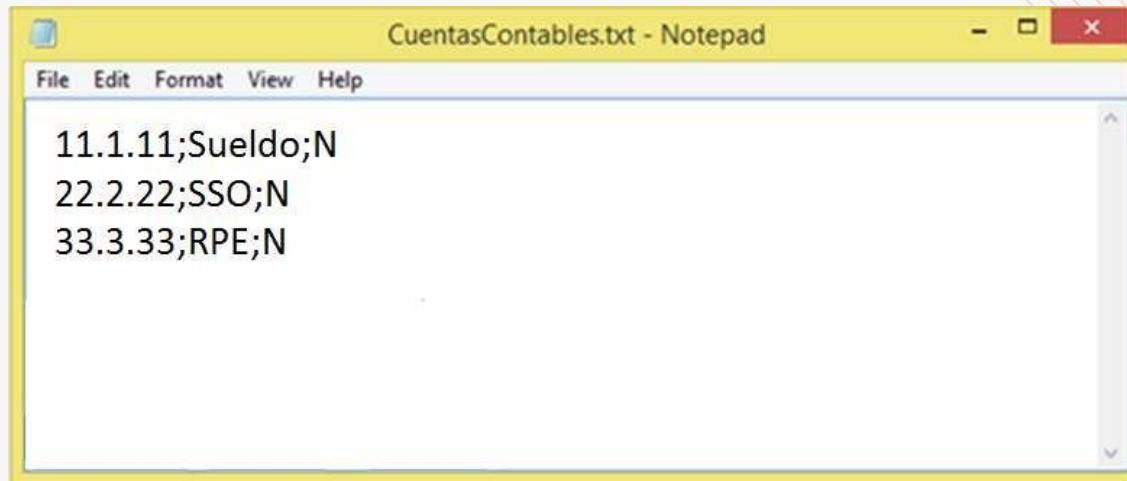 CuentasContables.txt - Notepad
File Edit Format View Help
11.1.11;Sueldo;N
22.2.22;SSO;N
33.3.33;RPE;N